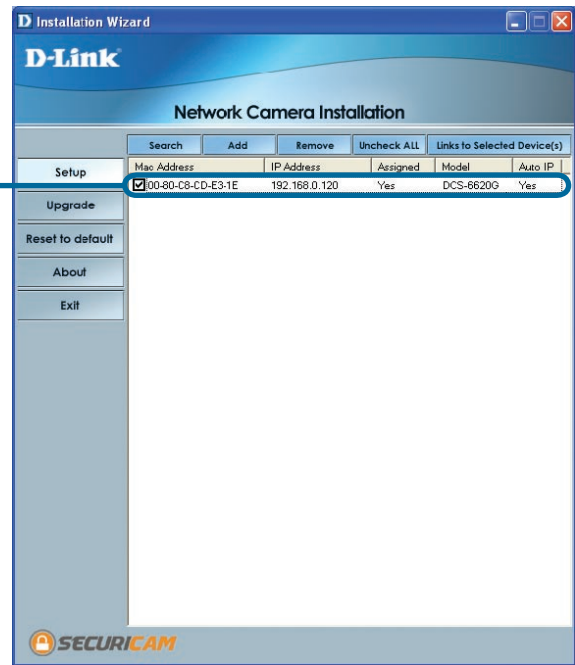 D Installation Wizard
D-Link
Network Camera Installation
Search Add Remove Uncheck ALL Links to Selected Device(s)
Mac Address IP Address Assigned Model Auto IP
00-80-C8-CD-E3-1E 192.168.0.120 Yes DCS-6620G Yes
Setup
Upgrade
Reset to default
About
Exit
SECURICAM